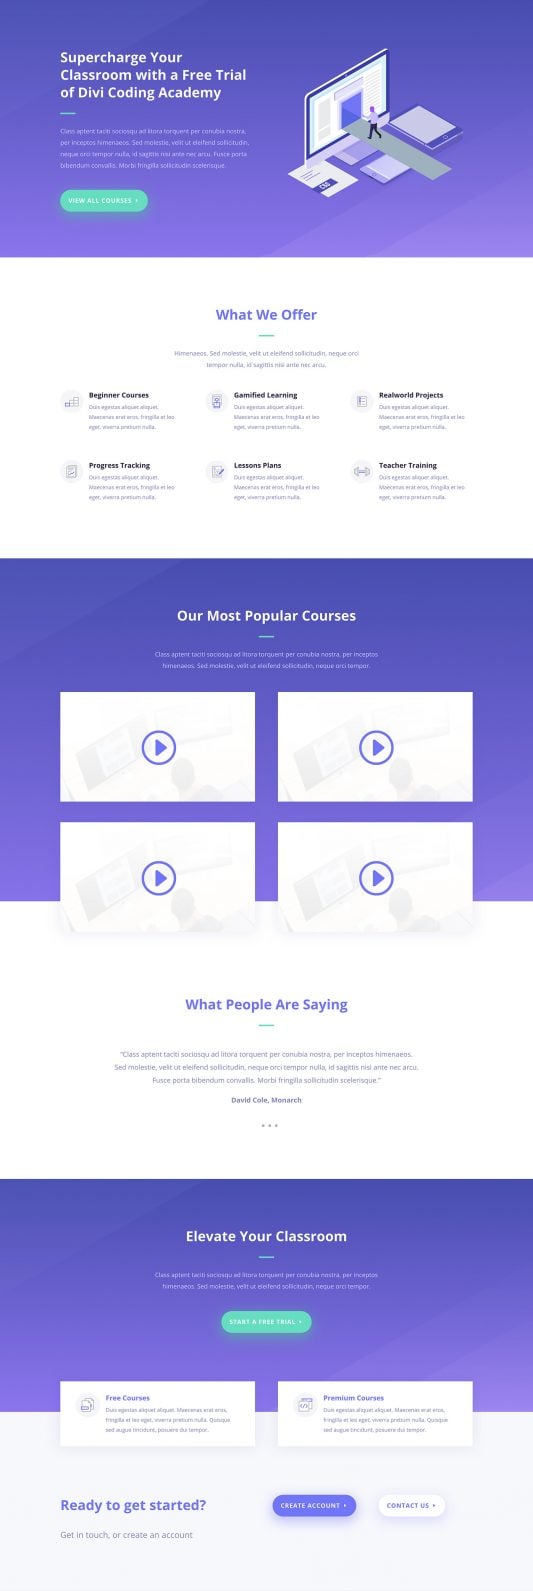 Supercharge Your
Classroom with a Free Trial
of Divi Coding Academy
Class aptent taciti sociosqu ad litora torquent per conubia nostra,
per inceptos himenaeos. Sed molestie, velit ut eleifend sollicitudin,
neque orci tempor nulla, id sagittis nisi ante nec arcu. Fusce porta
bibendum convallis. Morbi fringilla sollicitudin scelerisque.
VIEW ALL COURSES
CSS
What We Offer
Himenaeos. Sed molestie, velit ut eleifend sollicitudin, neque orci
tempor nulla, id sagittis nisi ante nec arcu.
Beginner Courses
Duis egestas aliquet aliquet.
Maecenas erat eros, fringilla et leo
eget, viverra pretium nulla.
Gamified Learning
Duis egestas aliquet aliquet.
Maecenas erat eros, fringilla et leo
eget, viverra pretium nulla.
Realworld Projects
Duis egestas aliquet aliquet.
Maecenas erat eros, fringilla et leo
eget, viverra pretium nulla.
Progress Tracking
Duis egestas aliquet aliquet.
Maecenas erat eros, fringilla et leo
eget, viverra pretium nulla.
Lessons Plans
Duis egestas aliquet aliquet.
Maecenas erat eros, fringilla et leo
eget, viverra pretium nulla.
Teacher Training
Duis egestas aliquet aliquet.
Maecenas erat eros, fringilla et leo
eget, viverra pretium nulla.
Our Most Popular Courses
Class aptent taciti sociosqu ad litora torquent per conubia nostra, per inceptos
himenaeos. Sed molestie, velit ut eleifend sollicitudin, neque orci tempor.
What People Are Saying
"Class aptent taciti sociosqu ad litora torquent per conubia nostra, per inceptos himenaeos.
Sed molestie, velit ut eleifend sollicitudin, neque orci tempor nulla, id sagittis nisi ante nec arcu.
Fusce porta bibendum convallis. Morbi fringilla sollicitudin scelerisque."
David Cole, Monarch
Elevate Your Classroom
Class aptent taciti sociosqu ad litora torquent per conubia nostra, per inceptos
himenaeos. Sed molestie, velit ut eleifend sollicitudin, neque orci tempor.
START A FREE TRIAL
Free Courses
Duis egestas aliquet aliquet. Maecenas erat eros,
fringilla et leo eget, viverra pretium nulla. Quisque
sed augue tincidunt, posuere dui tempor.
Premium Courses
Duis egestas aliquet aliquet. Maecenas erat eros,
fringilla et leo eget, viverra pretium nulla. Quisque
sed augue tincidunt, posuere dui tempor.
Ready to get started?
Get in touch, or create an account
CREATE ACCOUNT
CONTACT US